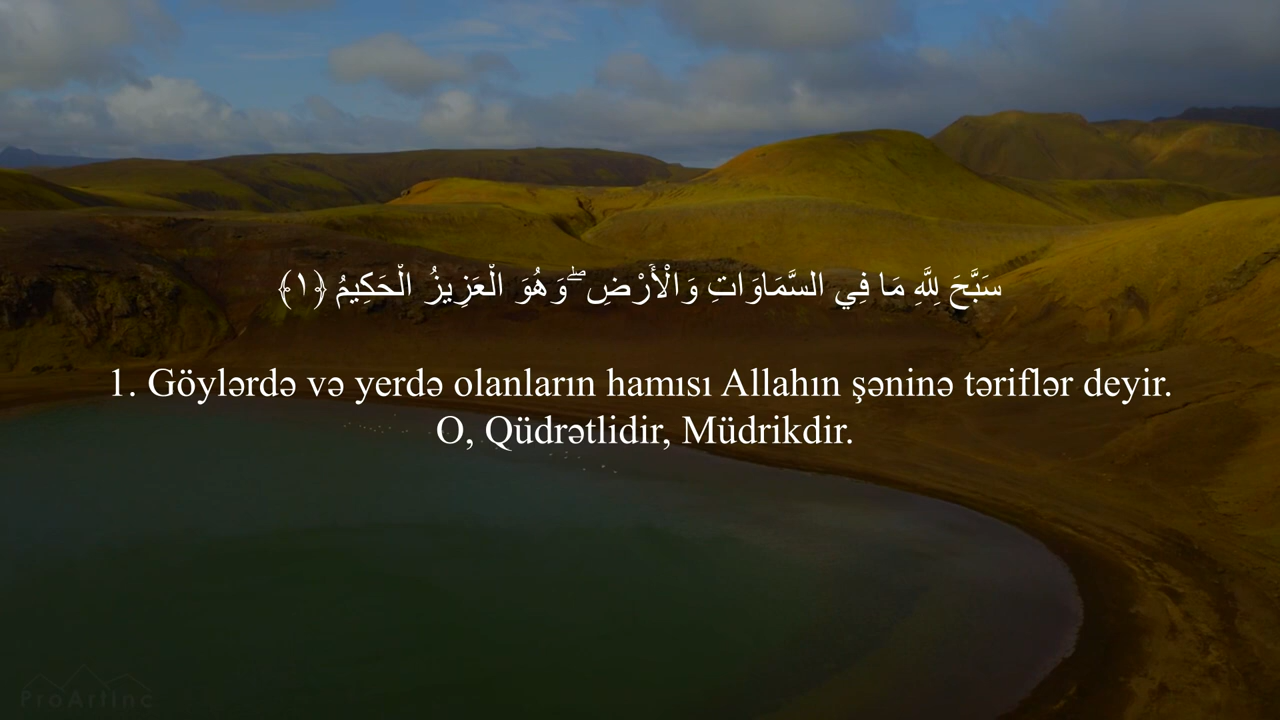 سَبَّحَ لِلَّهِ مَا فِي السَّمَاوَاتِ وَالْأَرْضِ ۖ وَهُوَ الْعَزِيزُ الْحَكِيمُ ﴿١﴾
1. Göylərdə və yerdə olanların hamısı Allahın şəninə təriflər deyir.
O, Qüdrətlidir, Müdrikdir.
ProArtInc